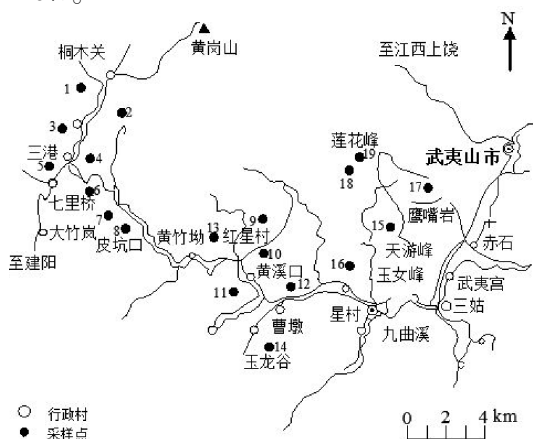 N
黄岗山
至江西上饶
桐木关
1
2
3
三港
4
5
6
七里桥
大竹岚
7
8
皮坑口
至建阳
莲花峰
19
18
武夷山市
17
鹰嘴岩
15
天游峰
赤石
9
13
红星村
黄竹坳
10
黄溪口
16
玉女峰
武夷宫
11
12
三姑
星村
九曲溪
曹墩
14
玉龙谷
行政村
采样点
0 2 4 km